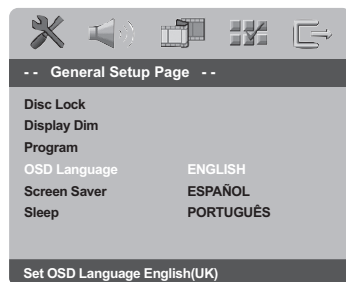 -- General Setup Page --
Disc Lock
Display Dim
Program
OSD Language ENGLISH
Screen Saver ESPAÑOL
Sleep PORTUGUÊS
Set OSD Language English(UK)